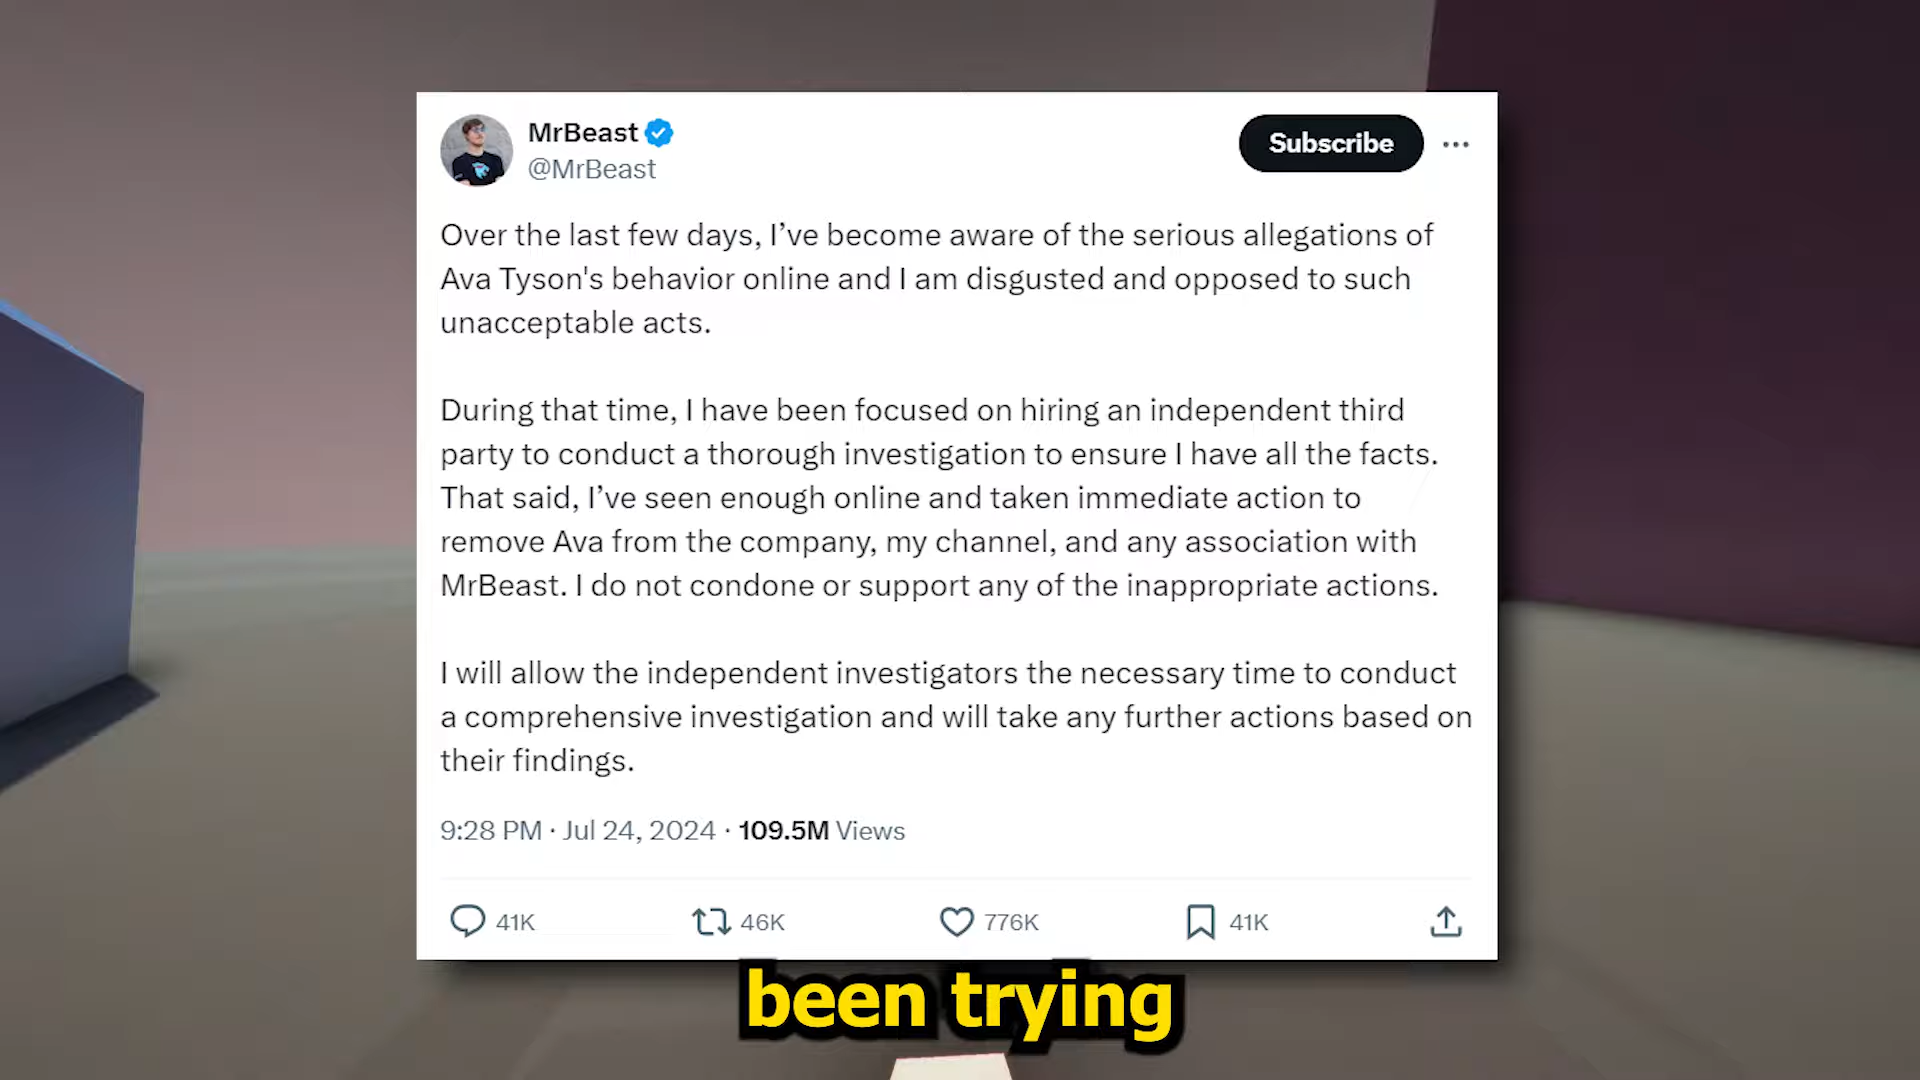 MrBeast
@MrBeast
Subscribe
Over the last few days, I’ve become aware of the serious allegations of
Ava Tyson's behavior online and I am disgusted and opposed to such
unacceptable acts.
During that time, I have been focused on hiring an independent third
party to conduct a thorough investigation to ensure I have all the facts.
That said, I’ve seen enough online and taken immediate action to
remove Ava from the company, my channel, and any association with
MrBeast. I do not condone or support any of the inappropriate actions.
I will allow the independent investigators the necessary time to conduct
a comprehensive investigation and will take any further actions based on
their findings.
9:28 PM · Jul 24, 2024 · 109.5M Views
41K 46K 776K 41K
been trying